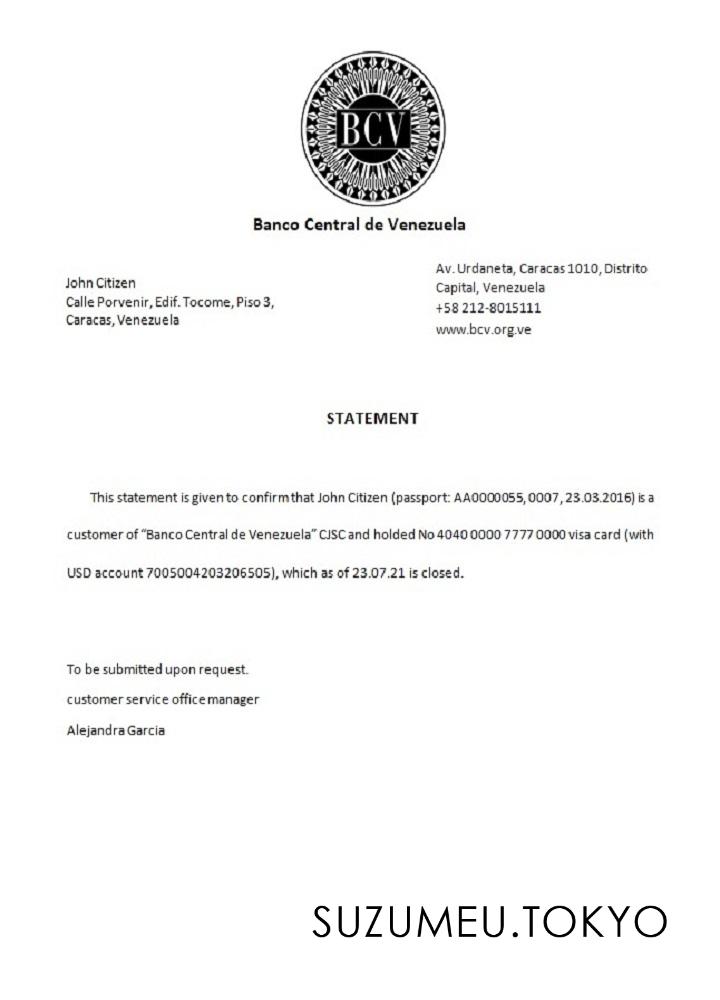 BCV
Banco Central de Venezuela
John Citizen
Calle Porvenir, Edif. Tocome, Piso 3,
Caracas, Venezuela
Av. Urdaneta, Caracas 1010, Distrito
Capital, Venezuela
+58 212-8015111
www.bcv.org.ve
STATEMENT
This statement is given to confirm that John Citizen (passport: AA0000055, 0007, 23.03.2016) is a
customer of “Banco Central de Venezuela” CJSC and holded No 4040 0000 7777 0000 visa card (with
USD account 7005004203206505), which as of 23.07.21 is closed.
To be submitted upon request.
customer service office manager
Alejandra Garcia
SUZUMEU.TOKYO